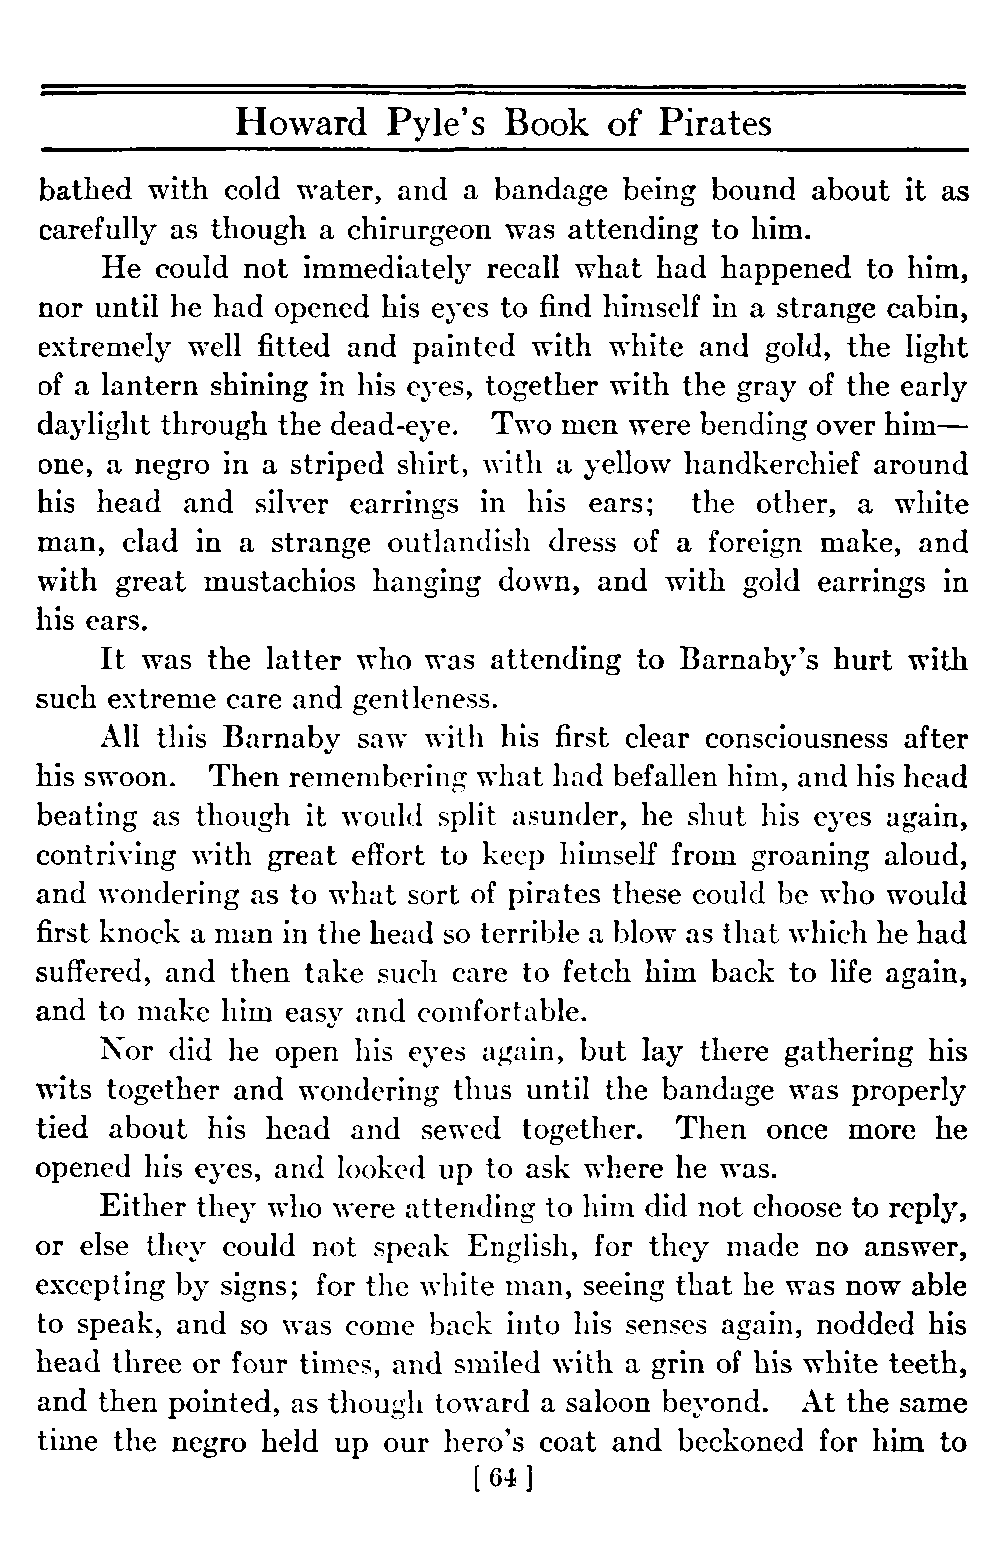 Howard Pyle's Book of Pirates
bathed with cold water, and a bandage being bound about it as
carefully as though a chirurgeon was attending to him.
He could not immediately recall what had happened to him,
nor until he had opened his eyes to find himself in a strange cabin,
extremely well fitted and painted with white and gold, the light
of a lantern shining in his eyes, together with the gray of the early
daylight through the dead-eye. Two men were bending over him—
one, a negro in a striped shirt, with a yellow handkerchief around
his head and silver earrings in his ears; the other, a white
man, clad in a strange outlandish dress of a foreign make, and
with great mustachios hanging down, and with gold earrings in
his ears.
It was the latter who was attending to Barnaby's hurt with
such extreme care and gentleness.
All this Barnaby saw with his first clear consciousness after
his swoon. Then remembering what had befallen him, and his head
beating as though it would split asunder, he shut his eyes again,
contriving with great effort to keep himself from groaning aloud,
and wondering as to what sort of pirates these could be who would
first knock a man in the head so terrible a blow as that which he had
suffered, and then take such care to fetch him back to life again,
and to make him easy and comfortable.
Nor did he open his eyes again, but lay there gathering his
wits together and wondering thus until the bandage was properly
tied about his head and sewed together. Then once more he
opened his eyes, and looked up to ask where he was.
Either they who were attending to him did not choose to reply,
or else they could not speak English, for they made no answer,
excepting by signs; for the white man, seeing that he was now able
to speak, and so was come back into his senses again, nodded his
head three or four times, and smiled with a grin of his white teeth,
and then pointed, as though toward a saloon beyond. At the same
time the negro held up our hero's coat and beckoned for him to
[ 64 ]